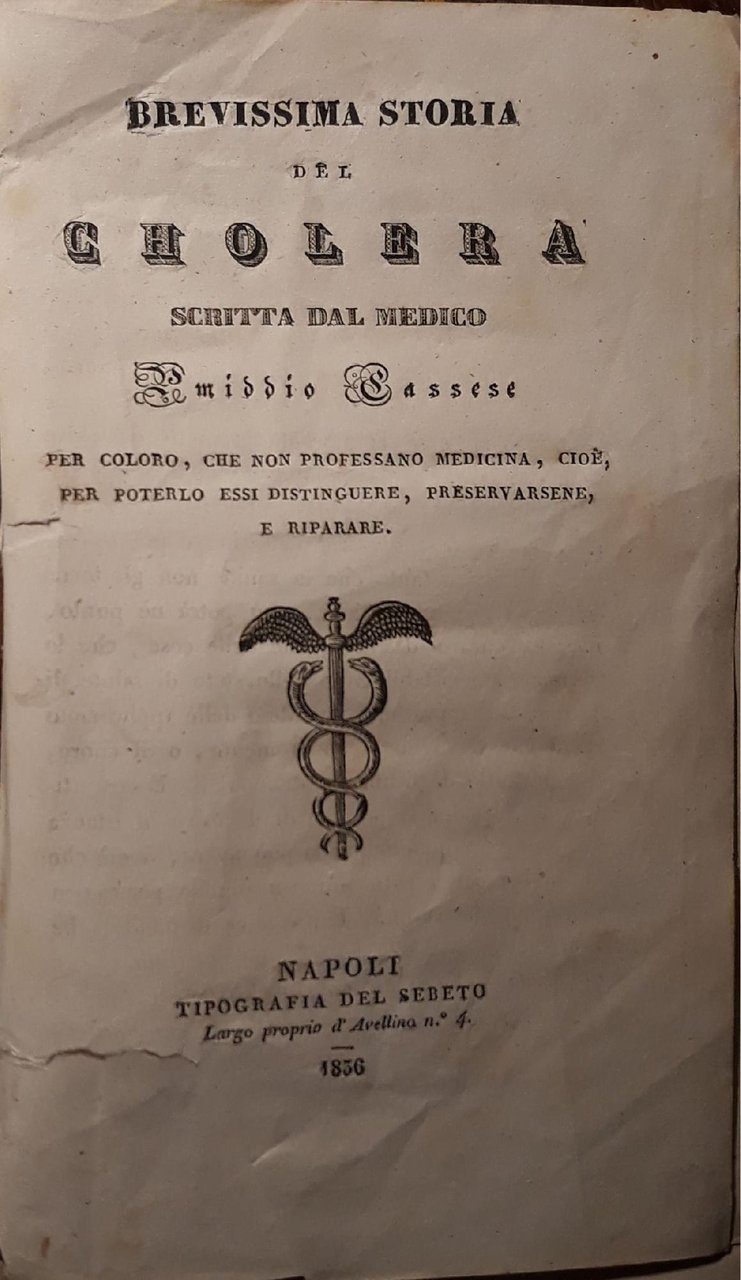 BREVISSIMA STORIA
DEL
CHOLERA
SCRITTA DAL MEDICO
Emiddio Cassese
PER COLORO, CHE NON PROFESSANO MEDICINA, CIOÈ,
PER POTERLO ESSI DISTINGUERE, PRESERVARSENE,
E RIPARARE.
NAPOLI
TIPOGRAFIA DEL SEBETO
Largo proprio d' Avellino n.° 4.
1836